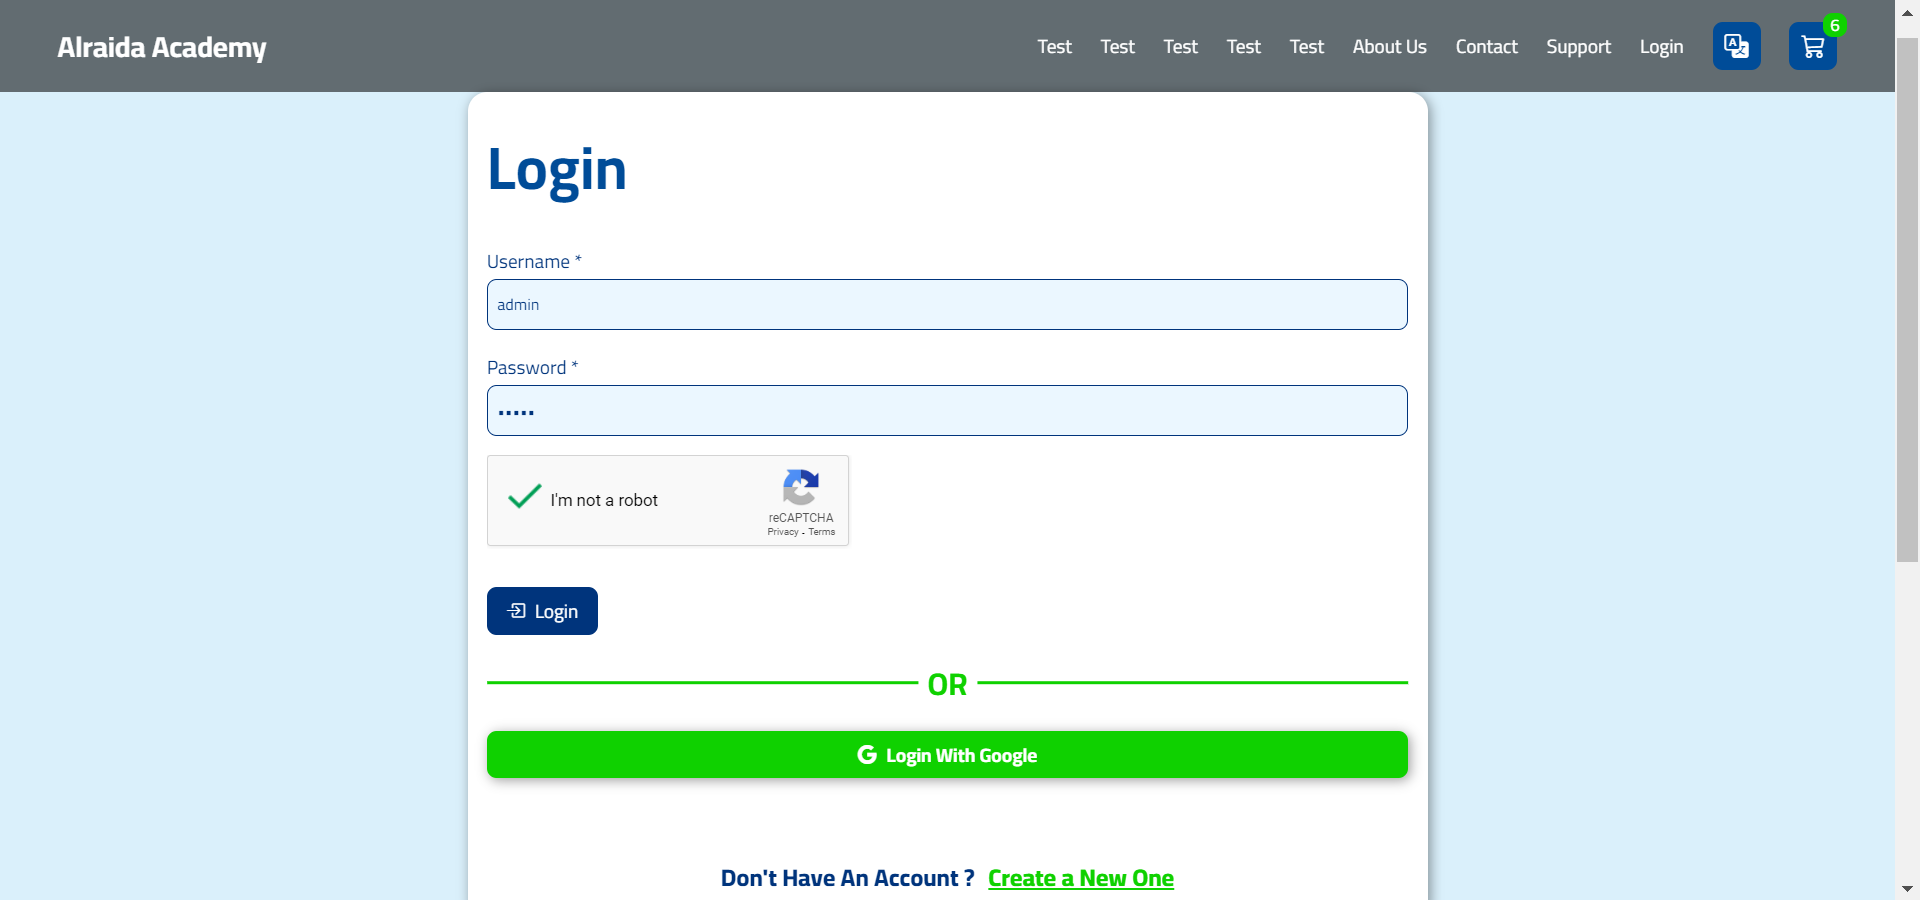 Alraida Academy
Test Test Test Test Test About Us Contact Support Login
6
Login
Username *
admin
Password *
•••••
I'm not a robot
reCAPTCHA
Privacy - Terms
Login
OR
Login With Google
Don't Have An Account ? Create a New One